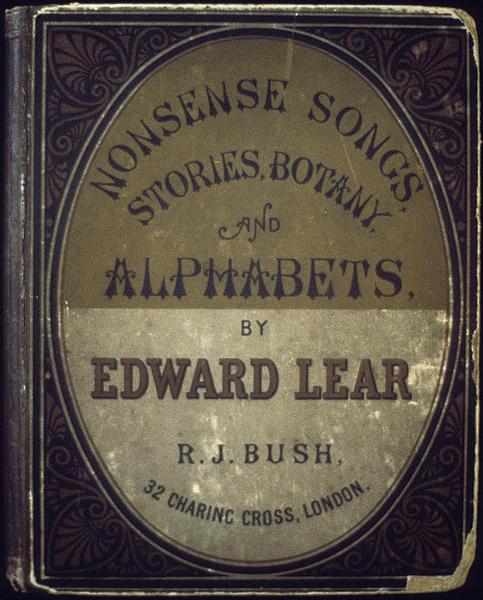 NONSENSE SONGS,
STORIES, BOTANY,
AND
ALPHABETS,
BY
EDWARD LEAR
R. J. BUSH,
32 CHARING CROSS, LONDON.